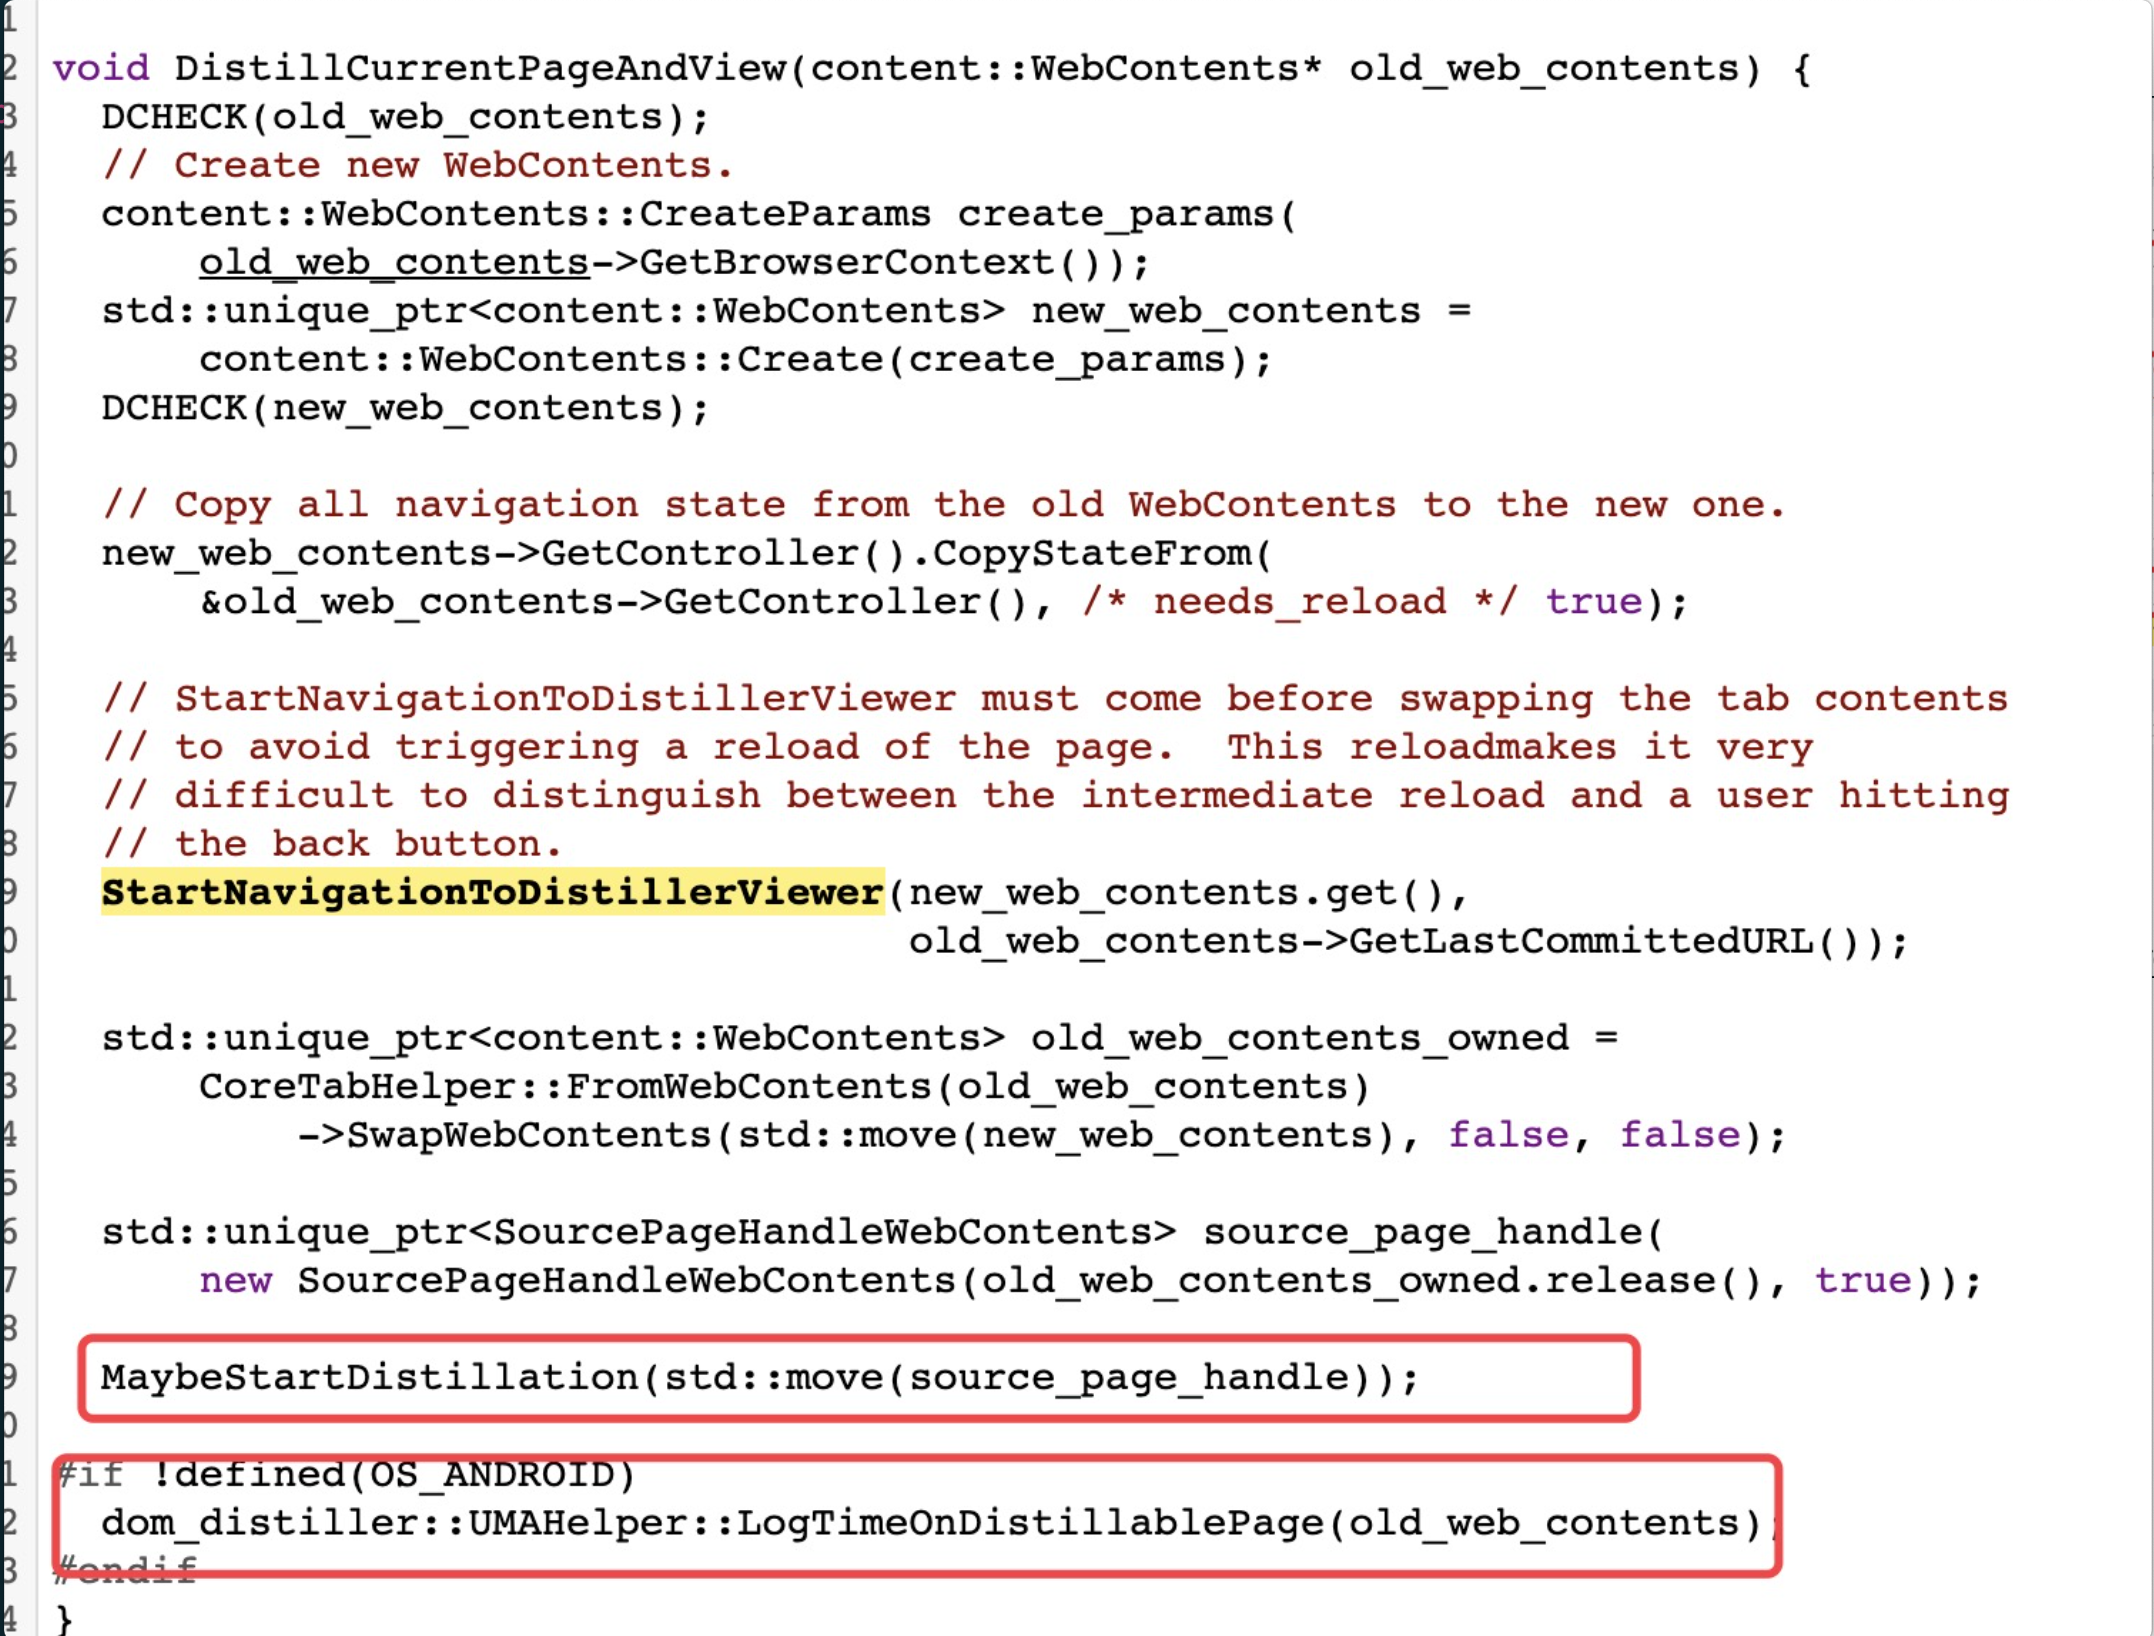 1
2 void DistillCurrentPageAndView(content::WebContents* old_web_contents) {
3   DCHECK(old_web_contents);
4   // Create new WebContents.
5   content::WebContents::CreateParams create_params(
6       old_web_contents->GetBrowserContext());
7   std::unique_ptr<content::WebContents> new_web_contents =
8       content::WebContents::Create(create_params);
9   DCHECK(new_web_contents);
0
1   // Copy all navigation state from the old WebContents to the new one.
2   new_web_contents->GetController().CopyStateFrom(
3       &old_web_contents->GetController(), /* needs_reload */ true);
4
5   // StartNavigationToDistillerViewer must come before swapping the tab contents
6   // to avoid triggering a reload of the page.  This reloadmakes it very
7   // difficult to distinguish between the intermediate reload and a user hitting
8   // the back button.
9   StartNavigationToDistillerViewer(new_web_contents.get(),
0                                    old_web_contents->GetLastCommittedURL());
1
2   std::unique_ptr<content::WebContents> old_web_contents_owned =
3       CoreTabHelper::FromWebContents(old_web_contents)
4           ->SwapWebContents(std::move(new_web_contents), false, false);
5
6   std::unique_ptr<SourcePageHandleWebContents> source_page_handle(
7       new SourcePageHandleWebContents(old_web_contents_owned.release(), true));
8
9   MaybeStartDistillation(std::move(source_page_handle));
0
1 #if !defined(OS_ANDROID)
2   dom_distiller::UMAHelper::LogTimeOnDistillablePage(old_web_contents);
3 #endif
4 }